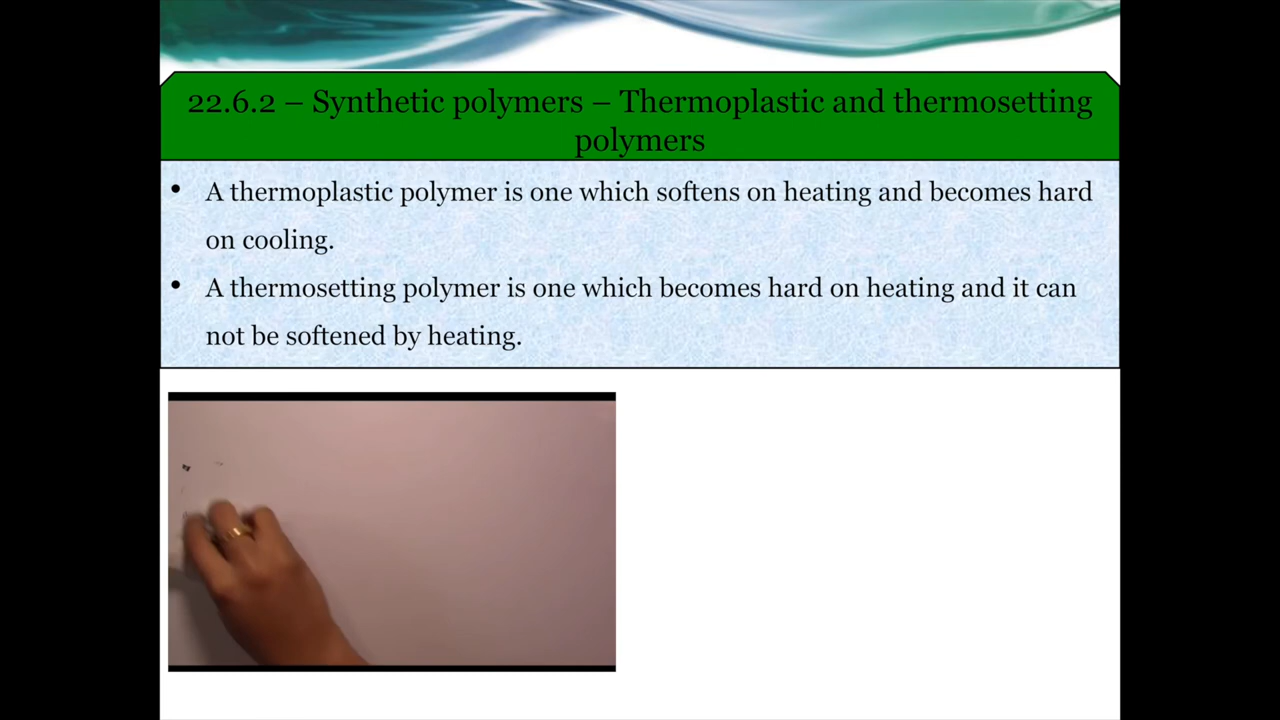 22.6.2 – Synthetic polymers – Thermoplastic and thermosetting
polymers
• A thermoplastic polymer is one which softens on heating and becomes hard
on cooling.
• A thermosetting polymer is one which becomes hard on heating and it can
not be softened by heating.